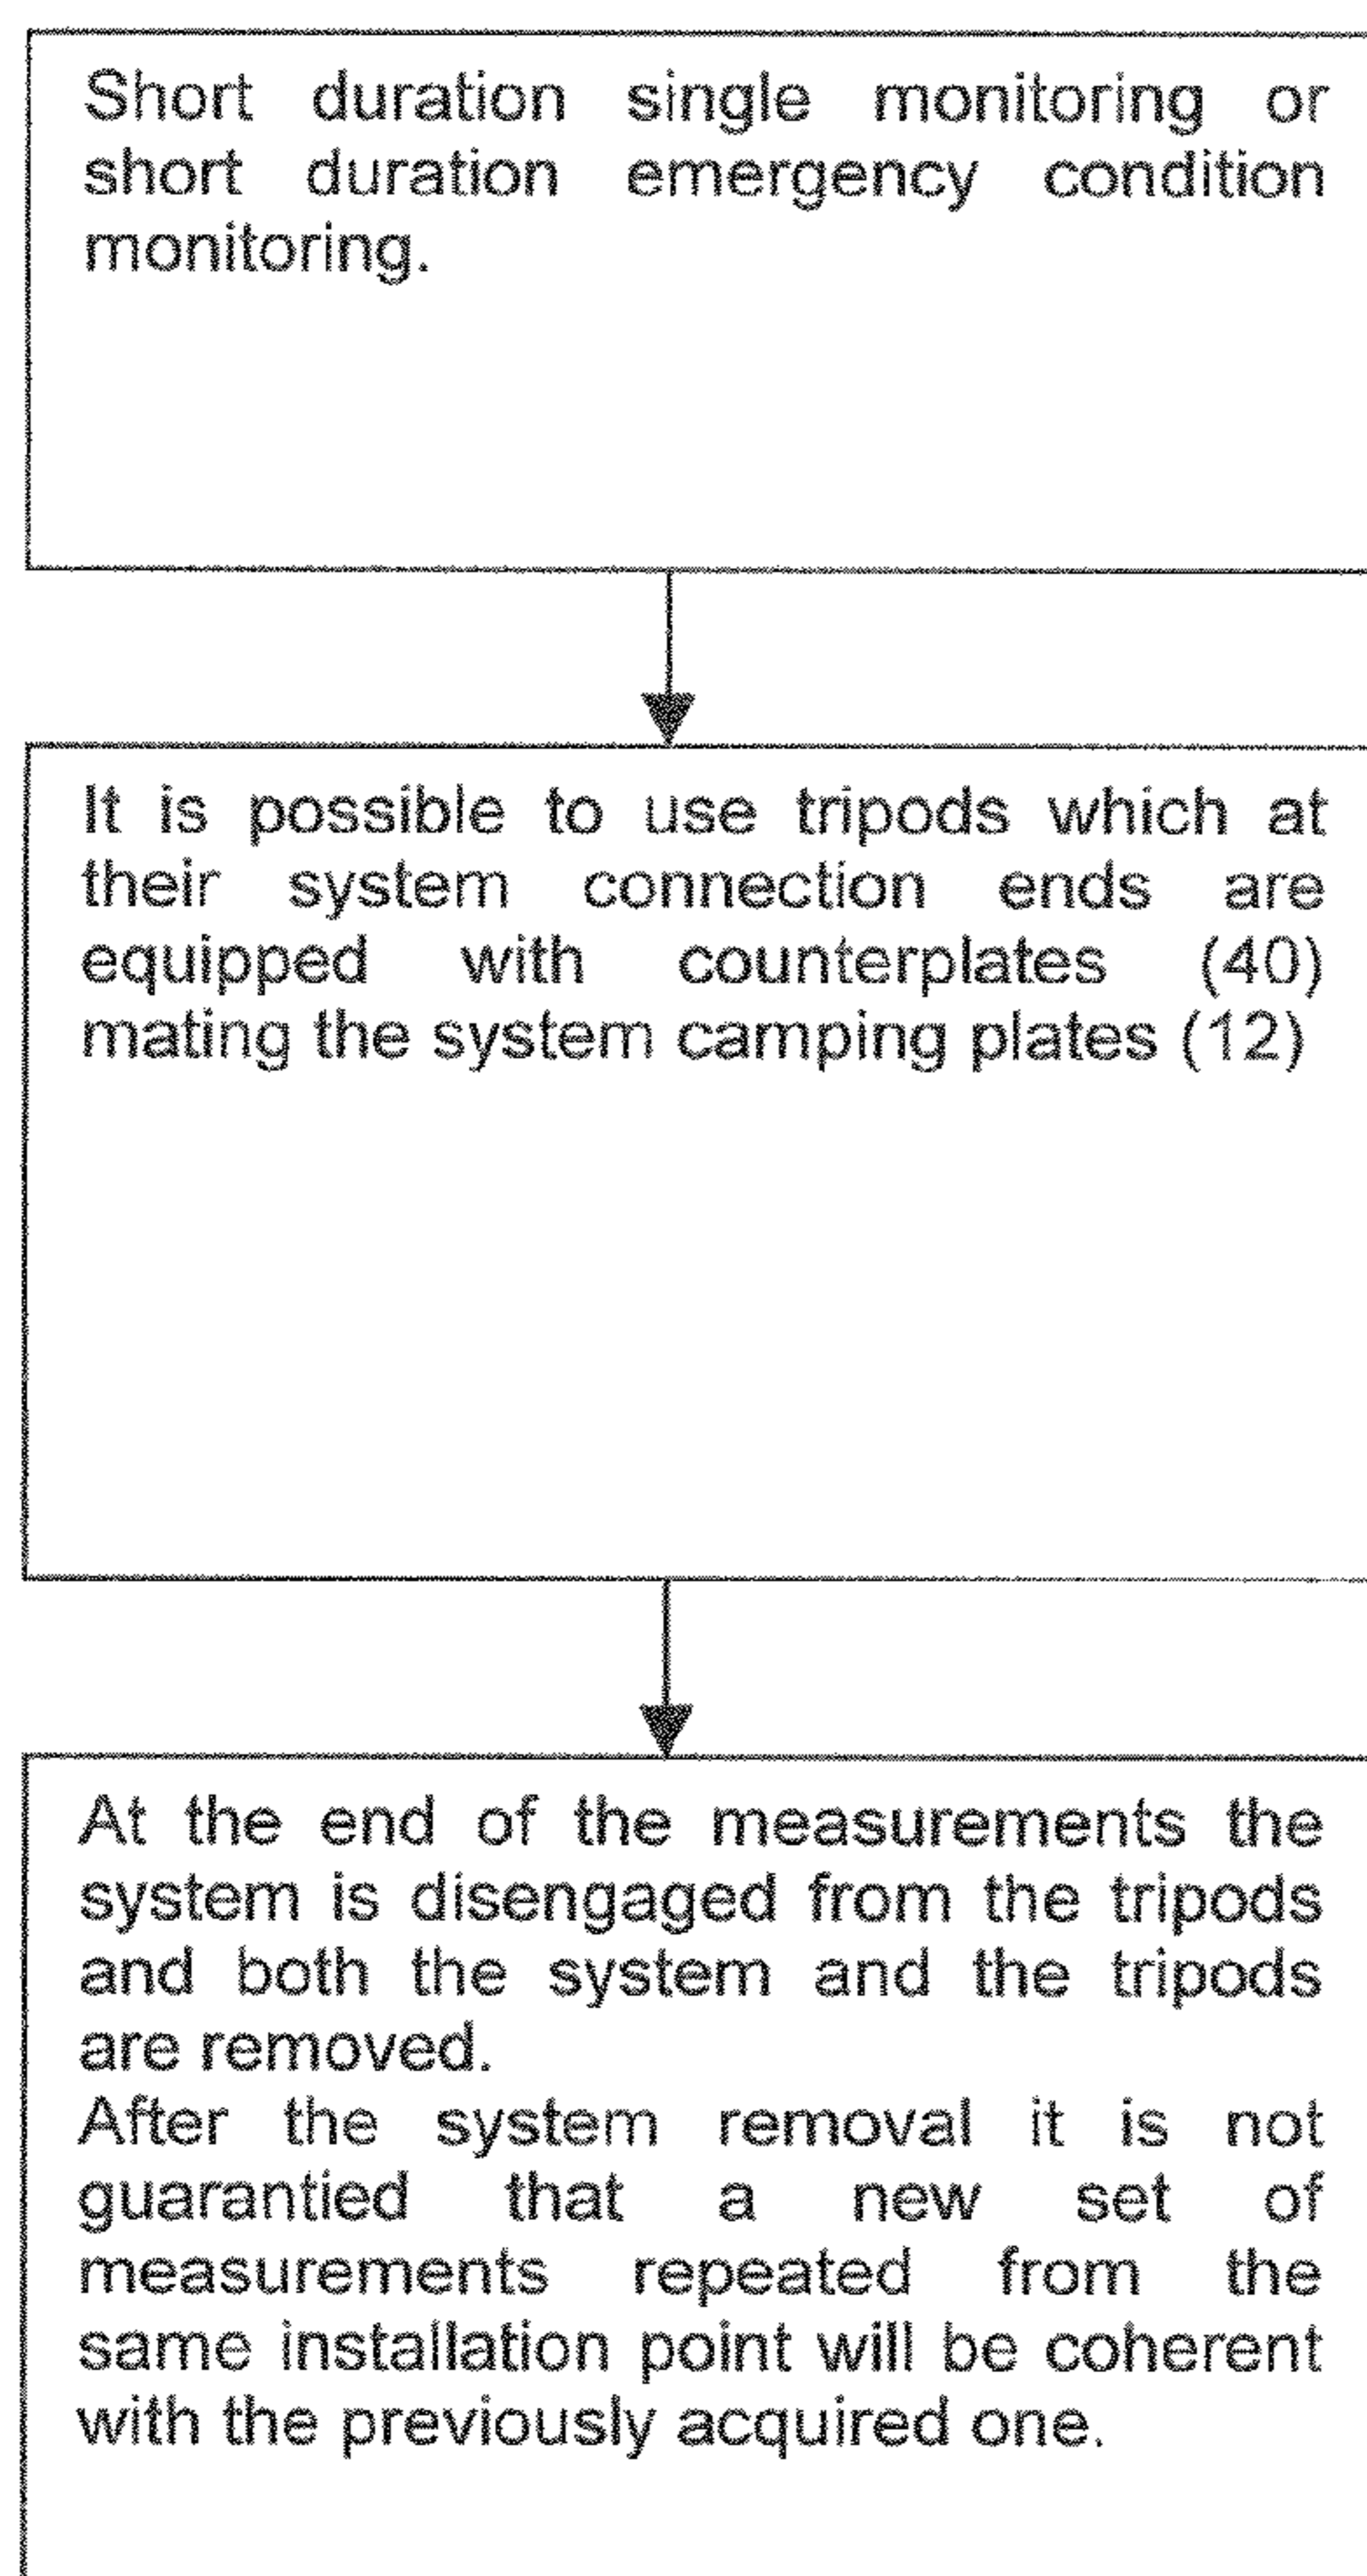 Short duration single monitoring or
short duration emergency condition
monitoring.
It is possible to use tripods which at
their system connection ends are
equipped with counterplates (40)
mating the system camping plates (12)
At the end of the measurements the
system is disengaged from the tripods
and both the system and the tripods
are removed.
After the system removal it is not
guarantied that a new set of
measurements repeated from the
same installation point will be coherent
with the previously acquired one.